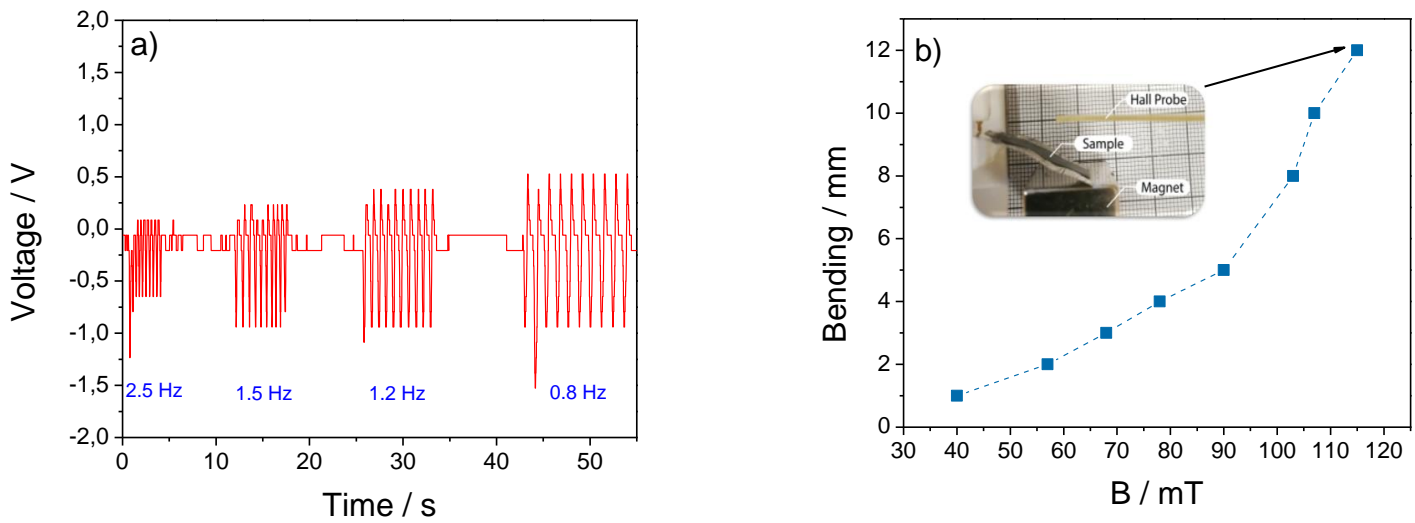 a)
2,0
1,5
1,0
0,5
0,0
-0,5
-1,0
-1,5
-2,0
Voltage / V
2.5 Hz
1.5 Hz
1.2 Hz
0.8 Hz
0 10 20 30 40 50
Time / s
b)
12
10
8
6
4
2
0
Bending / mm
Hall Probe
Sample
Magnet
30 40 50 60 70 80 90 100 110 120
B / mT